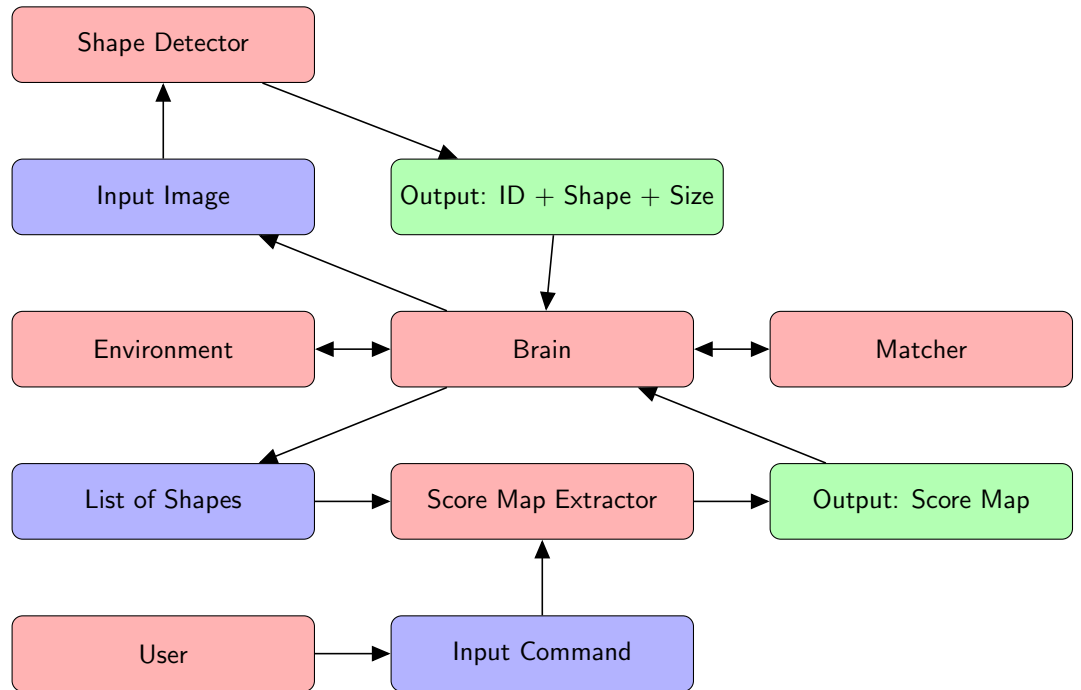 Shape Detector
Input Image
Output: ID + Shape + Size
Environment
Brain
Matcher
List of Shapes
Score Map Extractor
Output: Score Map
User
Input Command